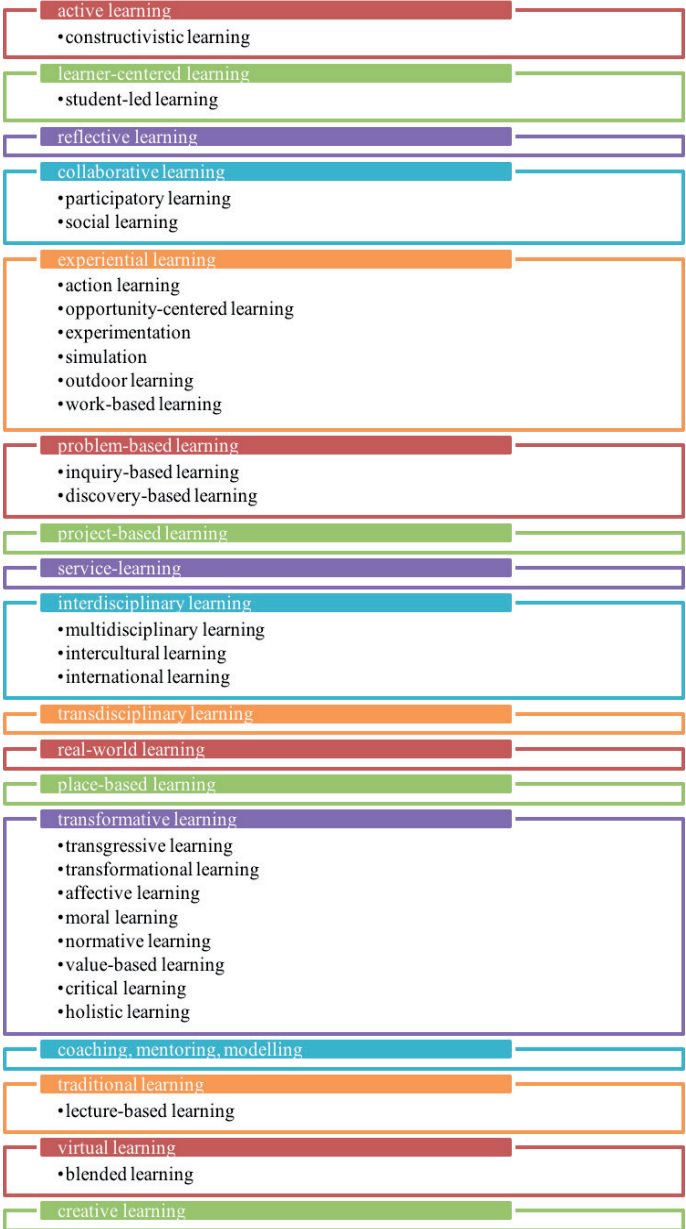 active learning
•constructivistic learning
learner-centered learning
•student-led learning
reflective learning
collaborative learning
•participatory learning
•social learning
experiential learning
•action learning
•opportunity-centered learning
•experimentation
•simulation
•outdoor learning
•work-based learning
problem-based learning
•inquiry-based learning
•discovery-based learning
project-based learning
service-learning
interdisciplinary learning
•multidisciplinary learning
•intercultural learning
•international learning
transdisciplinary learning
real-world learning
place-based learning
transformative learning
•transgressive learning
•transformational learning
•affective learning
•moral learning
•normative learning
•value-based learning
•critical learning
•holistic learning
coaching, mentoring, modelling
traditional learning
•lecture-based learning
virtual learning
•blended learning
creative learning